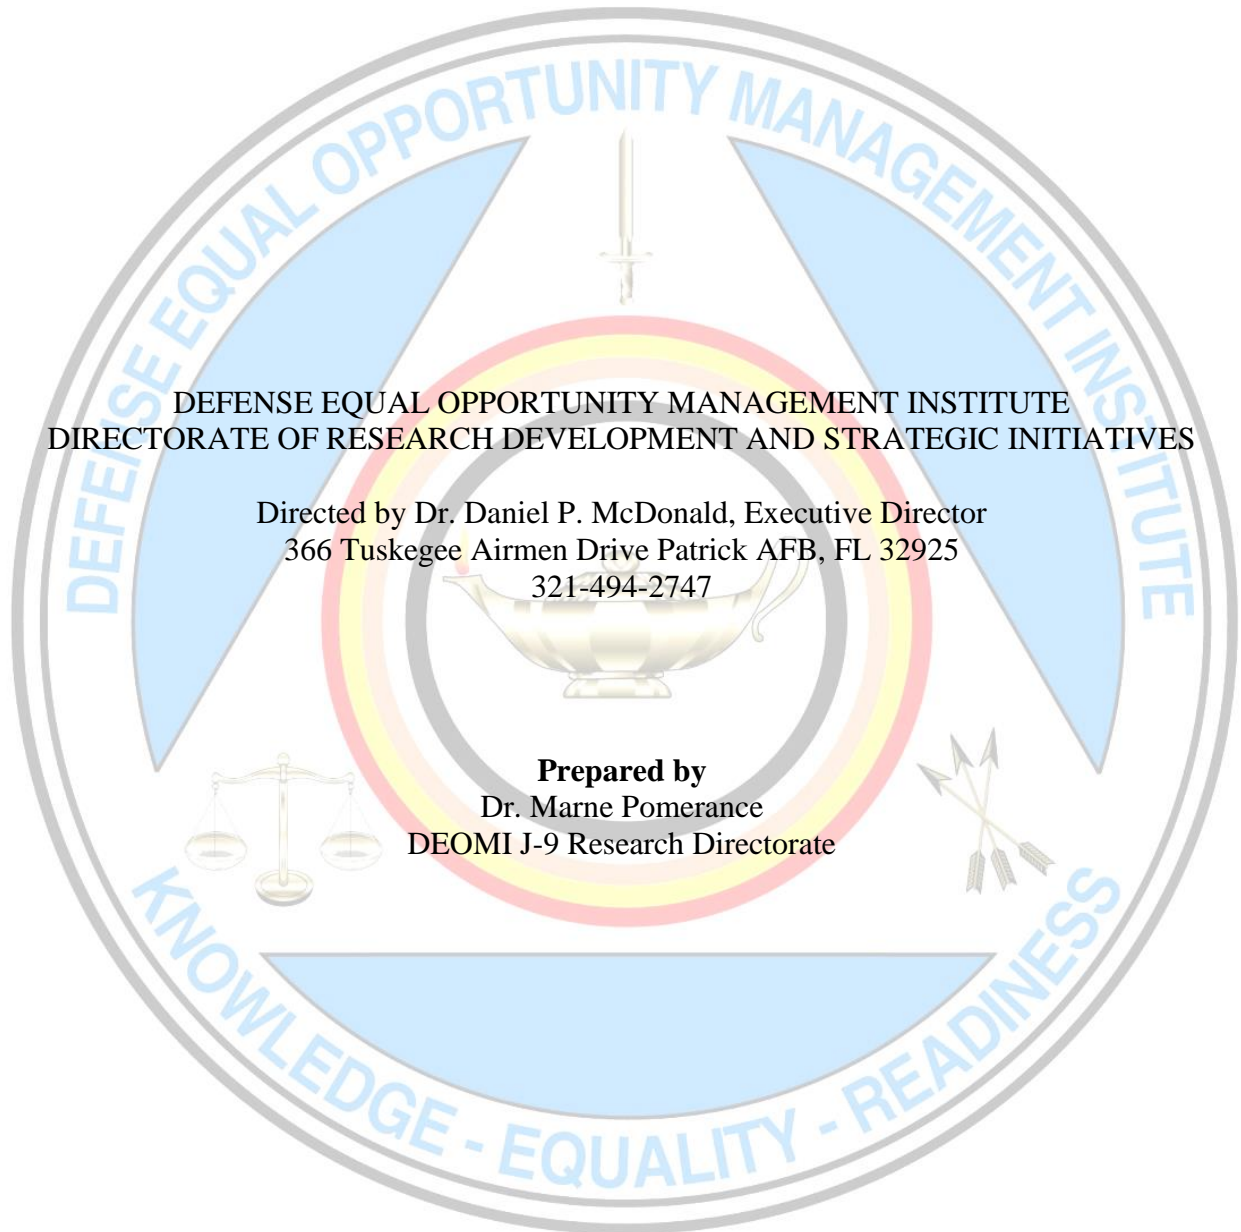 DEFENSE EQUAL OPPORTUNITY MANAGEMENT INSTITUTE
DEFENSE EQUAL OPPORTUNITY MANAGEMENT INSTITUTE
DIRECTORATE OF RESEARCH DEVELOPMENT AND STRATEGIC INITIATIVES
Directed by Dr. Daniel P. McDonald, Executive Director
366 Tuskegee Airmen Drive Patrick AFB, FL 32925
321-494-2747
Prepared by
Dr. Marne Pomerance
DEOMI J-9 Research Directorate
KNOWLEDGE - EQUALITY - READINESS